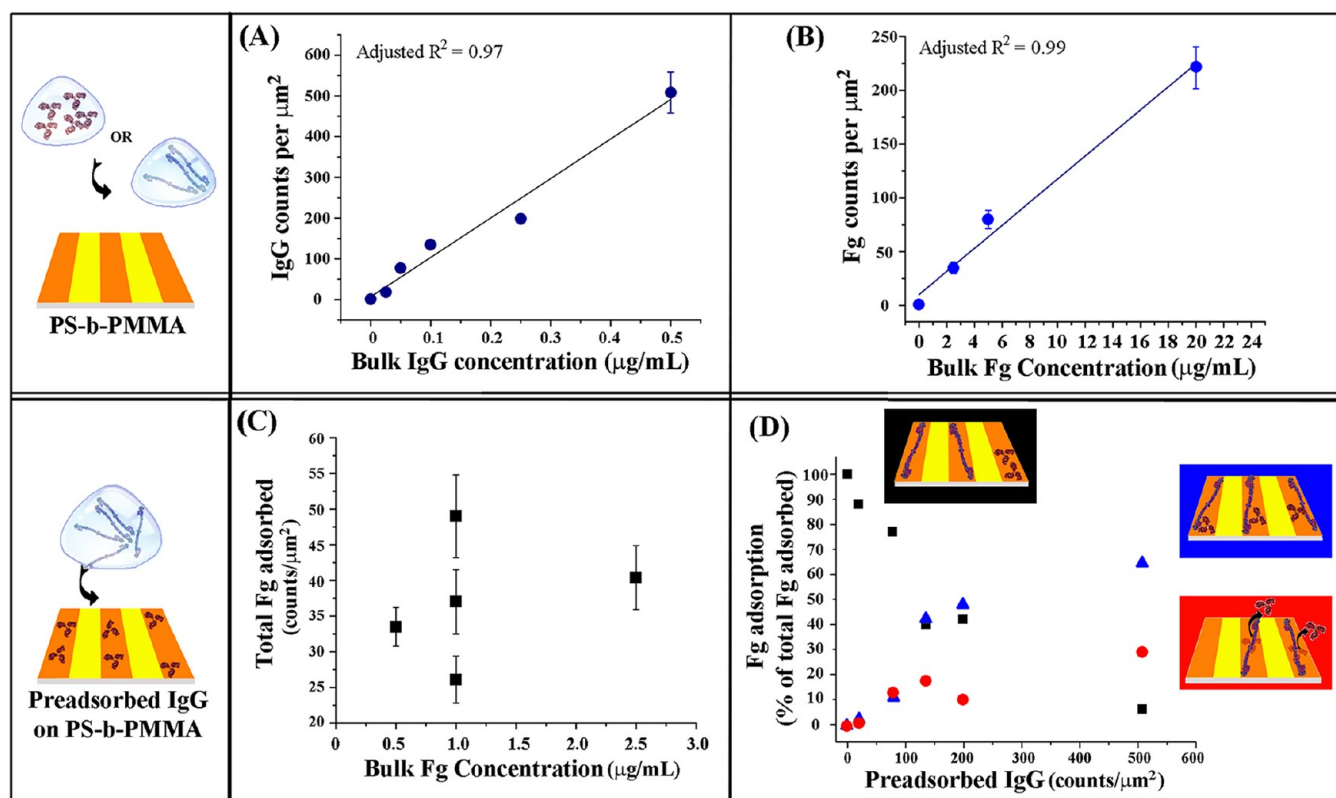 OR
PS-b-PMMA
(A)
Adjusted R² = 0.97
IgG counts per μm²
600
500
400
300
200
100
0
0 0.1 0.2 0.3 0.4 0.5
Bulk IgG concentration (μg/mL)
(B)
Adjusted R² = 0.99
Fg counts per μm²
250
200
150
100
50
0
0 2 4 6 8 10 12 14 16 18 20 22 24
Bulk Fg Concentration (μg/mL)
Preadsorbed IgG
on PS-b-PMMA
(C)
Total Fg adsorbed
(counts/μm²)
60
55
50
45
40
35
30
25
20
0.0 0.5 1.0 1.5 2.0 2.5 3.0
Bulk Fg Concentration (μg/mL)
(D)
Fg adsorption
(% of total Fg adsorbed)
100
90
80
70
60
50
40
30
20
10
0
0 100 200 300 400 500 600
Preadsorbed IgG (counts/μm²)